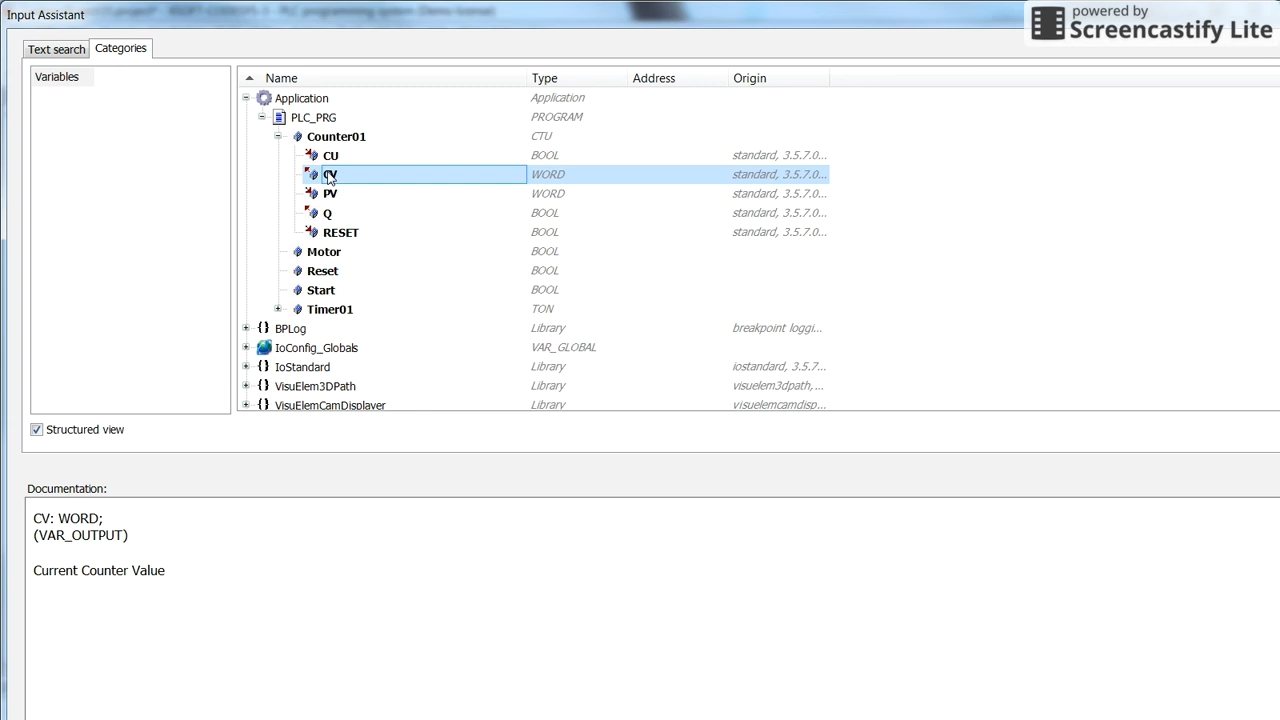 Input Assistant
powered by
Screencastify Lite
Text search
Categories
Variables
Name Type Address Origin
Application Application
PLC_PRG PROGRAM
Counter01 CTU
CU BOOL standard, 3.5.7.0...
CV WORD standard, 3.5.7.0...
PV WORD standard, 3.5.7.0...
Q BOOL standard, 3.5.7.0...
RESET BOOL standard, 3.5.7.0...
Motor BOOL
Reset BOOL
Start BOOL
Timer01 TON
BPLog Library breakpoint loggi...
IoConfig_Globals VAR_GLOBAL
IoStandard Library iostandard, 3.5.7...
VisuElem3DPath Library visuelem3dpath,...
VisuElemCamDisplayer Library visuelemcamdisp...
Structured view
Documentation:
CV: WORD;
(VAR_OUTPUT)
Current Counter Value